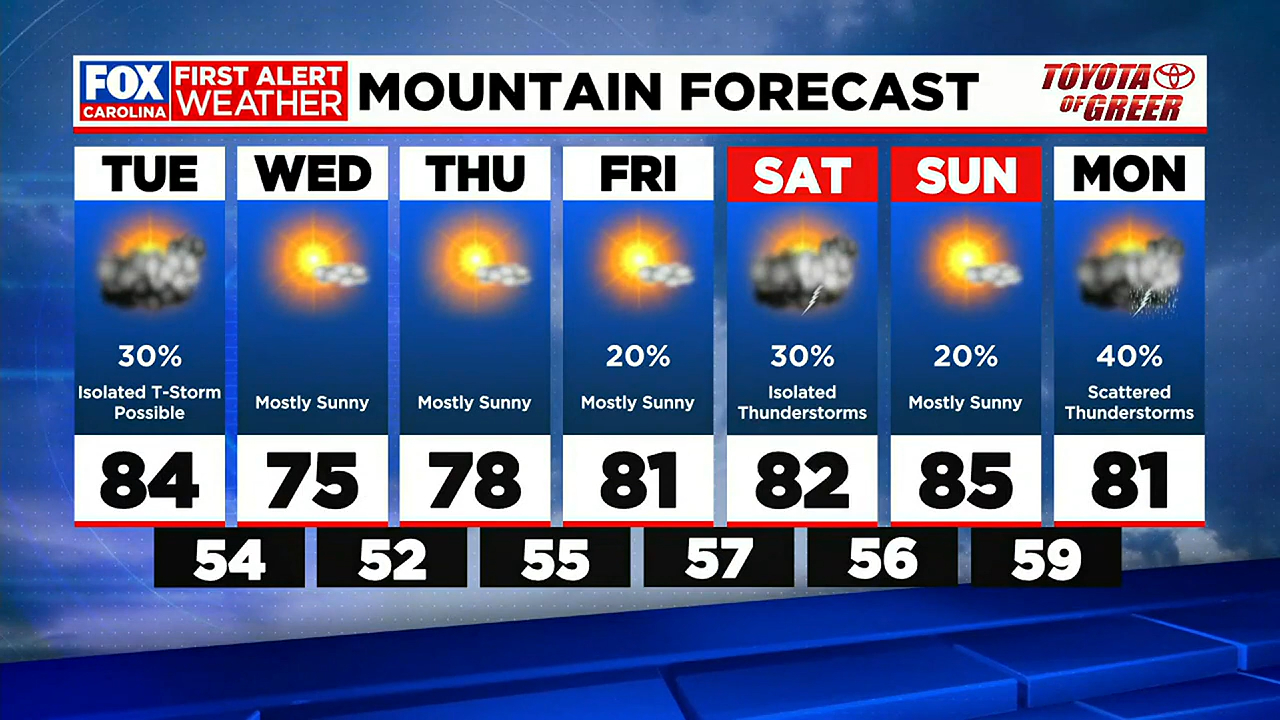 FOX
CAROLINA
FIRST ALERT
WEATHER
MOUNTAIN FORECAST
TOYOTA
OF GREER
TUE
WED
THU
FRI
SAT
SUN
MON
30%
20%
30%
20%
40%
Isolated T-Storm
Possible
Mostly Sunny
Mostly Sunny
Mostly Sunny
Isolated
Thunderstorms
Mostly Sunny
Scattered
Thunderstorms
84
75
78
81
82
85
81
54
52
55
57
56
59